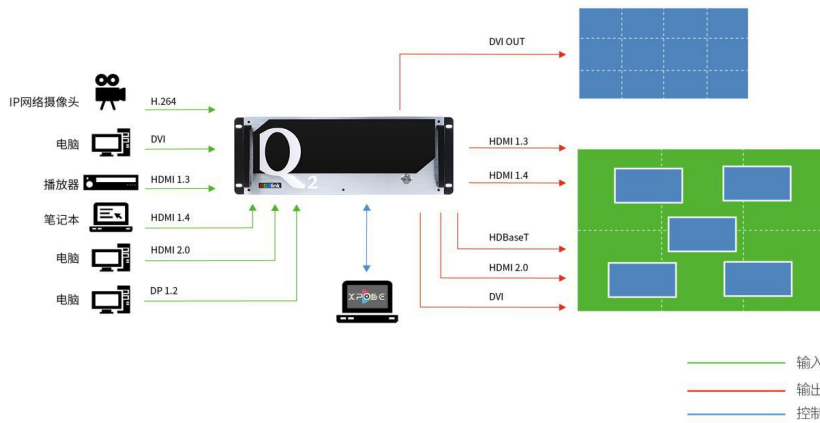 DVI OUT
IP网络摄像头
H.264
电脑
DVI
播放器
HDMI 1.3
笔记本
HDMI 1.4
电脑
HDMI 2.0
电脑
DP 1.2
Q
2
link
XPOSE
HDMI 1.3
HDMI 1.4
HDBaseT
HDMI 2.0
DVI
输入
输出
控制